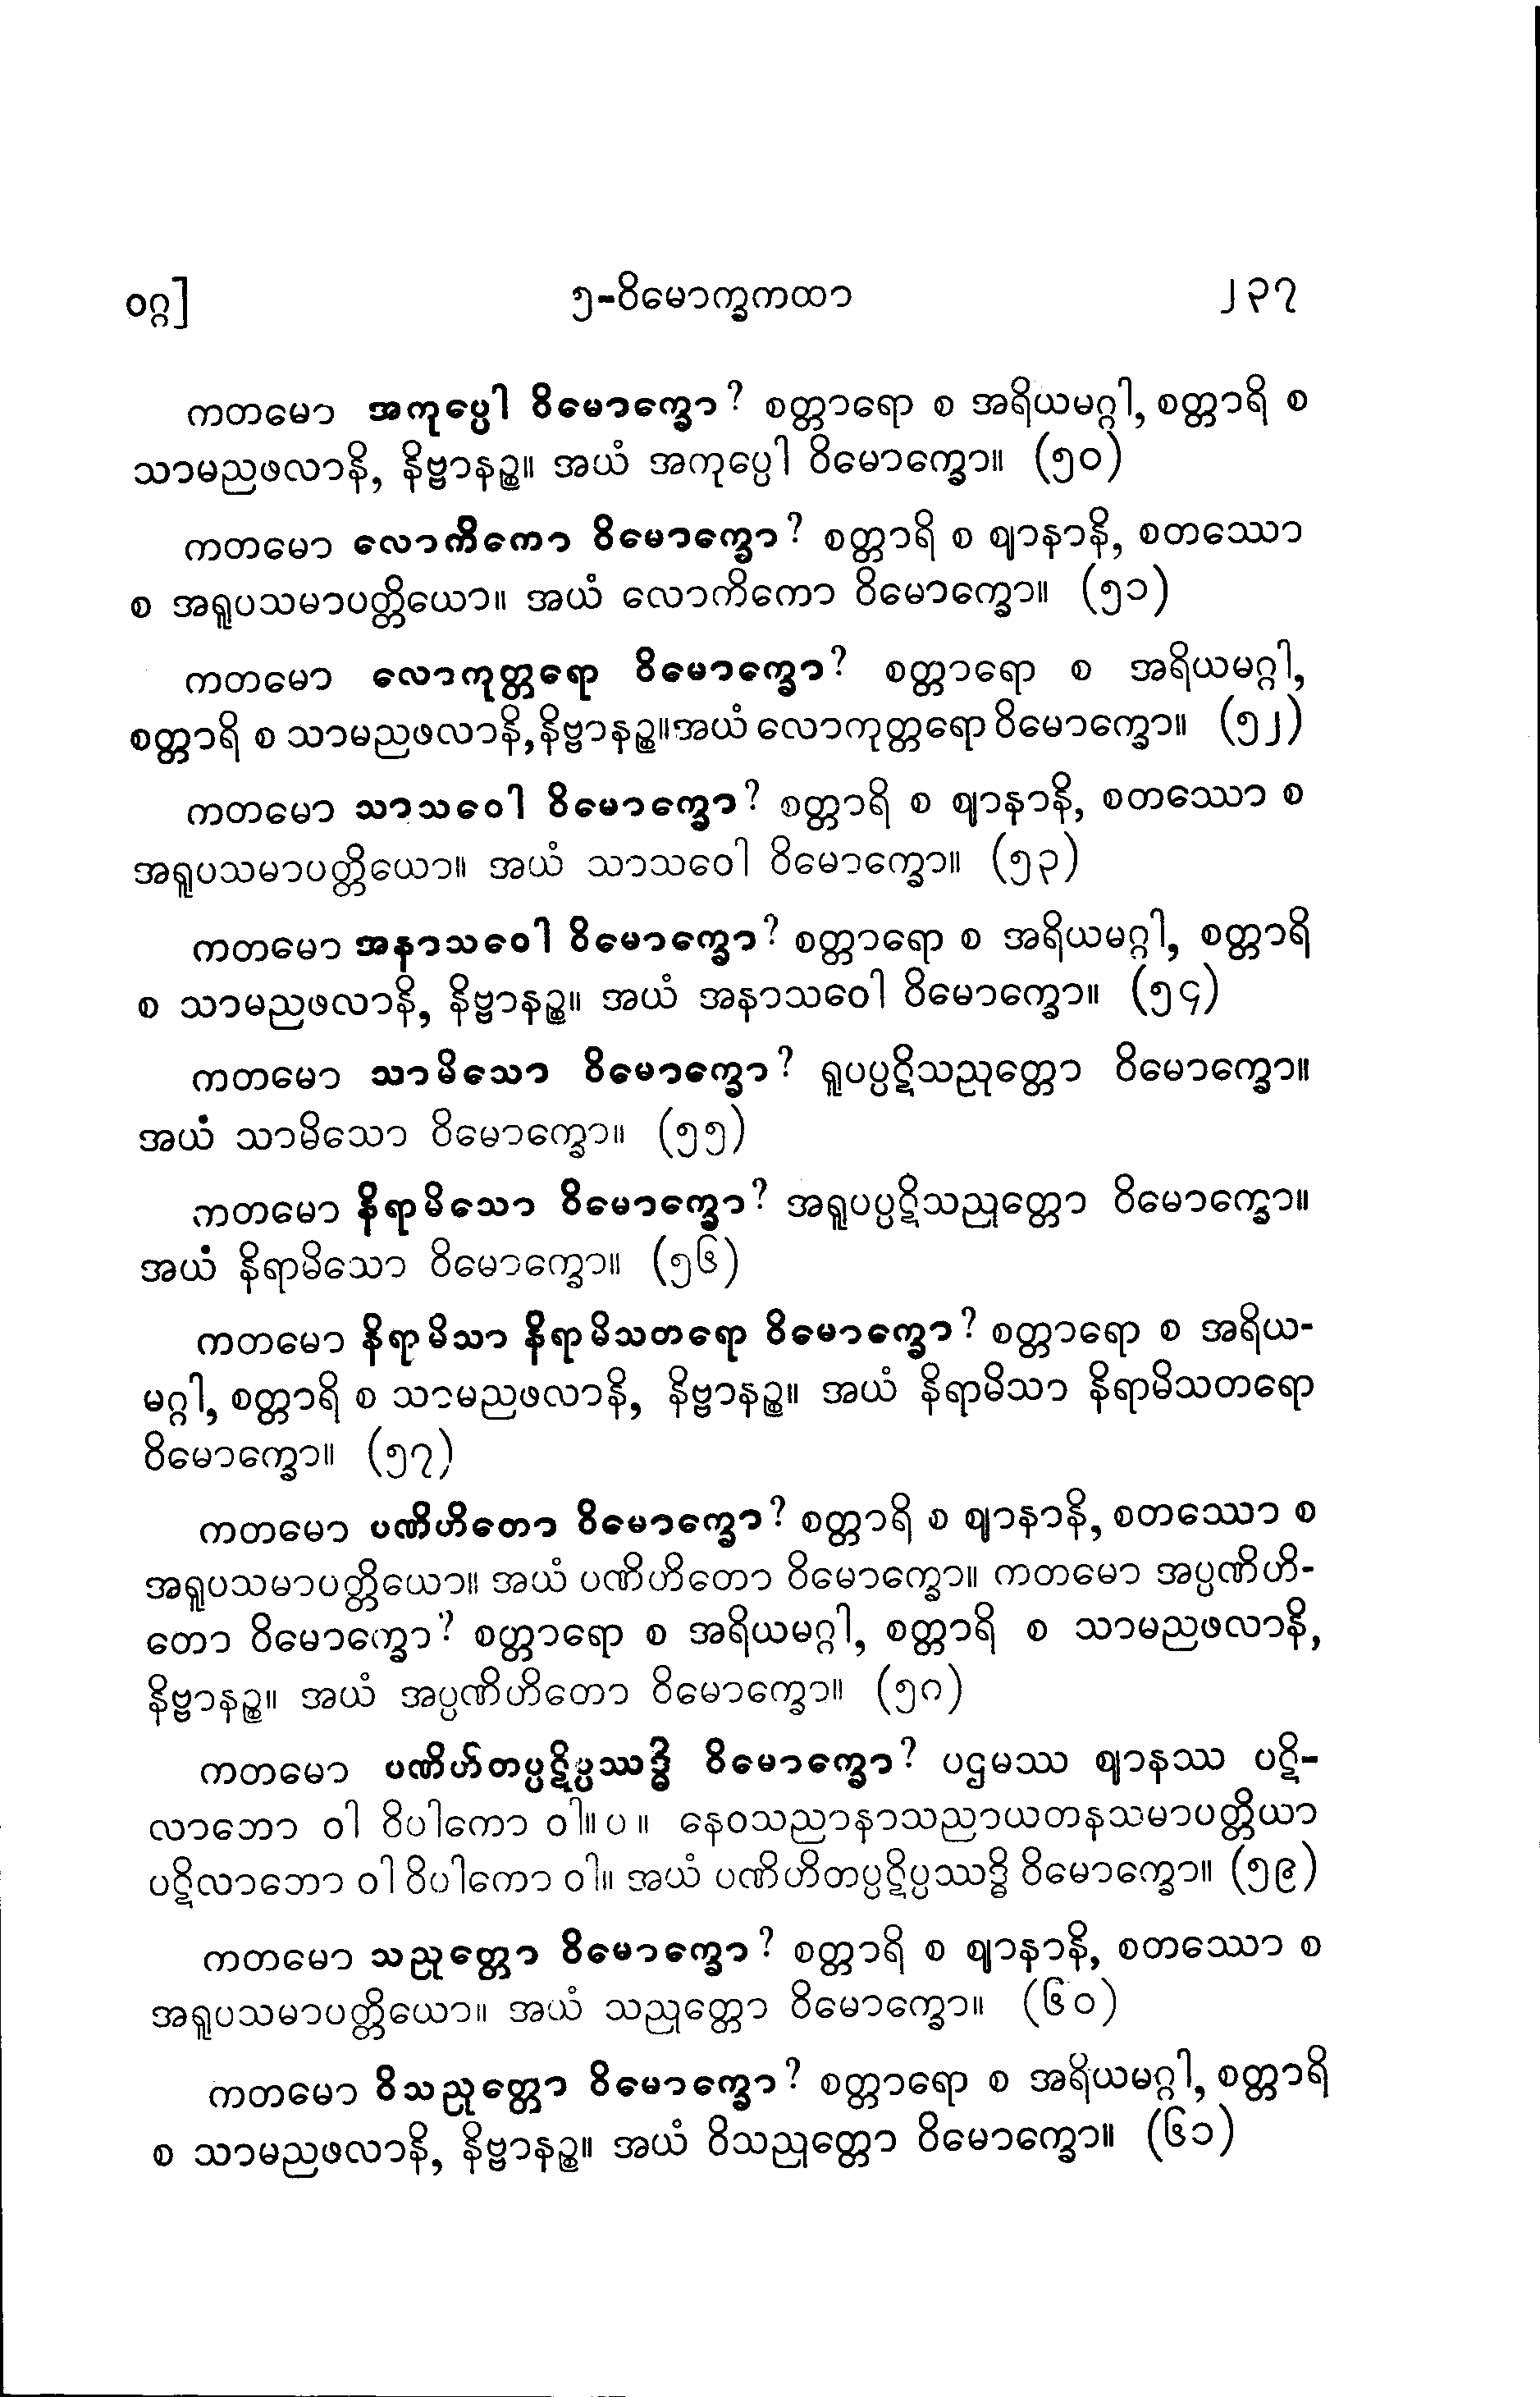 ဝဂ္ဂ] ၅-ဝိမောက္ခကထာ ၂၃၇
ကတမော အကုပ္ပေါ ဝိမောက္ခော? စတ္တာရော စ အရိယမဂ္ဂါ, စတ္တာရိ စ
သာမညဖလာနိ, နိဗ္ဗာနဉ္စ။ အယံ အကုပ္ပေါ ဝိမောက္ခော။ (၅၀)
ကတမော လောကိကော ဝိမောက္ခော? စတ္တာရိ စ ဈာနာနိ, စတဿော
စ အရူပသမာပတ္တိယော။ အယံ လောကိကော ဝိမောက္ခော။ (၅၁)
ကတမော လောကုတ္တရော ဝိမောက္ခော? စတ္တာရော စ အရိယမဂ္ဂါ,
စတ္တာရိ စ သာမညဖလာနိ,နိဗ္ဗာနဉ္စ။အယံ လောကုတ္တရော ဝိမောက္ခော။ (၅၂)
ကတမော သာသဝေါ ဝိမောက္ခော? စတ္တာရိ စ ဈာနာနိ, စတဿော စ
အရူပသမာပတ္တိယော။ အယံ သာသဝေါ ဝိမောက္ခော။ (၅၃)
ကတမော အနာသဝေါ ဝိမောက္ခော? စတ္တာရော စ အရိယမဂ္ဂါ, စတ္တာရိ
စ သာမညဖလာနိ, နိဗ္ဗာနဉ္စ။ အယံ အနာသဝေါ ဝိမောက္ခော။ (၅၄)
ကတမော သာမိသော ဝိမောက္ခော? ရူပပ္ပဋိသညုတ္တော ဝိမောက္ခော။
အယံ သာမိသော ဝိမောက္ခော။ (၅၅)
ကတမော နိရာမိသော ဝိမောက္ခော? အရူပပ္ပဋိသညုတ္တော ဝိမောက္ခော။
အယံ နိရာမိသော ဝိမောက္ခော။ (၅၆)
ကတမော နိရာမိသာ နိရာမိသတရော ဝိမောက္ခော? စတ္တာရော စ အရိယ-
မဂ္ဂါ, စတ္တာရိ စ သာမညဖလာနိ, နိဗ္ဗာနဉ္စ။ အယံ နိရာမိသာ နိရာမိသတရော
ဝိမောက္ခော။ (၅၇)
ကတမော ပဏိဟိတော ဝိမောက္ခော? စတ္တာရိ စ ဈာနာနိ, စတဿော စ
အရူပသမာပတ္တိယော။ အယံ ပဏိဟိတော ဝိမောက္ခော။ ကတမော အပ္ပဏိဟိ-
တော ဝိမောက္ခော? စတ္တာရော စ အရိယမဂ္ဂါ, စတ္တာရိ စ သာမညဖလာနိ,
နိဗ္ဗာနဉ္စ။ အယံ အပ္ပဏိဟိတော ဝိမောက္ခော။ (၅၈)
ကတမော ပဏိဟိတပ္ပဋိပ္ပဿဒ္ဓိ ဝိမောက္ခော? ပဌမဿ ဈာနဿ ပဋိ-
လာဘော ဝါ ဝိပါကော ဝါ။ပ။ နေဝသညာနာသညာယတနသမာပတ္တိယာ
ပဋိလာဘော ဝါ ဝိပါကော ဝါ။ အယံ ပဏိဟိတပ္ပဋိပ္ပဿဒ္ဓိ ဝိမောက္ခော။ (၅၉)
ကတမော သညုတ္တော ဝိမောက္ခော? စတ္တာရိ စ ဈာနာနိ, စတဿော စ
အရူပသမာပတ္တိယော။ အယံ သညုတ္တော ဝိမောက္ခော။ (၆၀)
ကတမော ဝိသညုတ္တော ဝိမောက္ခော? စတ္တာရော စ အရိယမဂ္ဂါ, စတ္တာရိ
စ သာမညဖလာနိ, နိဗ္ဗာနဉ္စ။ အယံ ဝိသညုတ္တော ဝိမောက္ခော။ (၆၁)